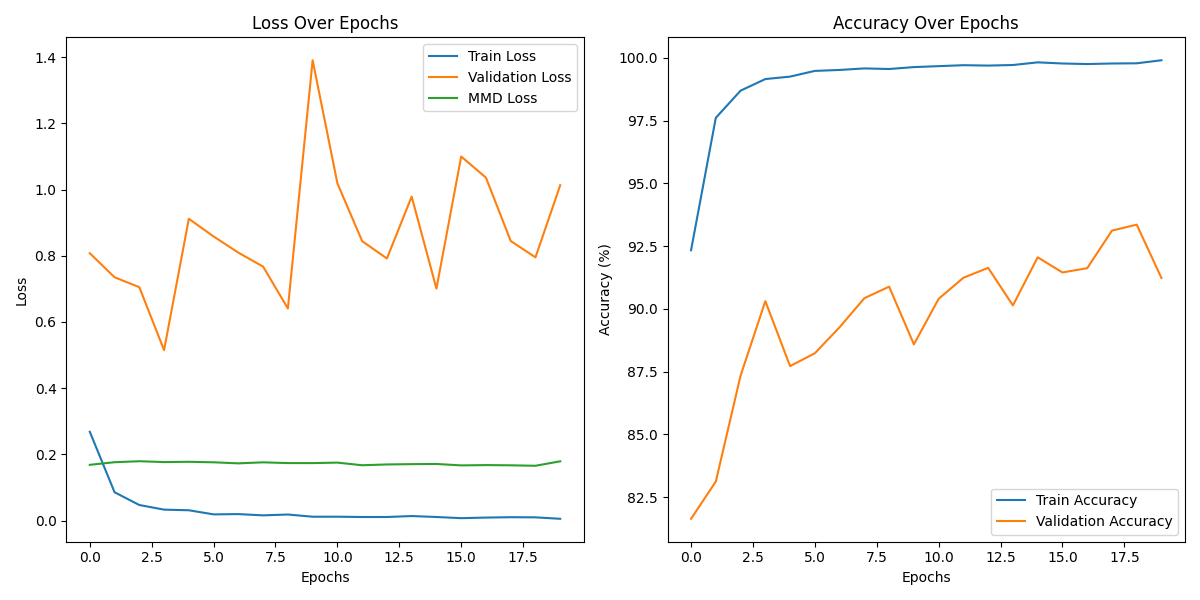 Loss Over Epochs
Train Loss
Validation Loss
MMD Loss
1.4
1.2
1.0
0.8
0.6
0.4
0.2
0.0
Loss
0.0 2.5 5.0 7.5 10.0 12.5 15.0 17.5
Epochs
Accuracy Over Epochs
100.0
97.5
95.0
92.5
90.0
87.5
85.0
82.5
Accuracy (%)
Train Accuracy
Validation Accuracy
0.0 2.5 5.0 7.5 10.0 12.5 15.0 17.5
Epochs